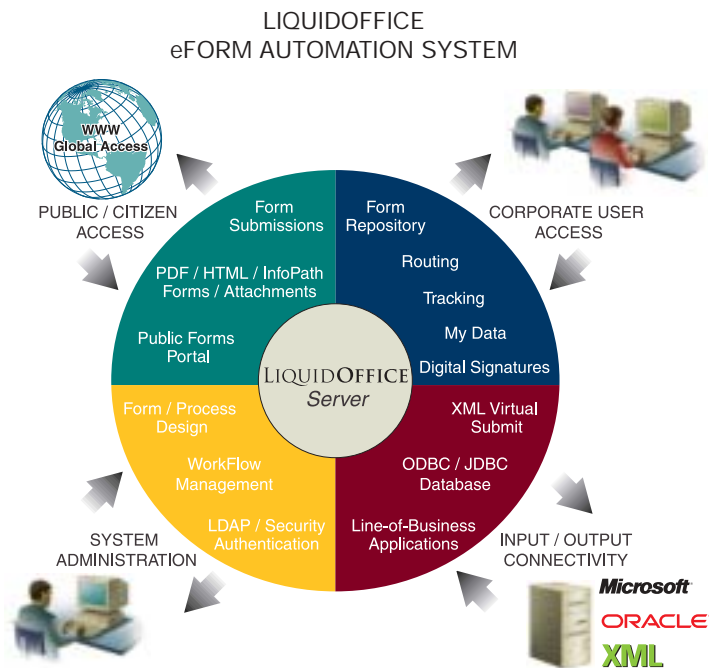 LIQUIDOFFICE
eFORM AUTOMATION SYSTEM
WWW
Global Access
PUBLIC / CITIZEN
ACCESS
CORPORATE USER
ACCESS
Form
Submissions
PDF / HTML / InfoPath
Forms / Attachments
Public Forms
Portal
Form
Repository
Routing
Tracking
My Data
Digital Signatures
LIQUIDOFFICE
Server
Form / Process
Design
WorkFlow
Management
LDAP / Security
Authentication
XML Virtual
Submit
ODBC / JDBC
Database
Line-of-Business
Applications
SYSTEM
ADMINISTRATION
INPUT / OUTPUT
CONNECTIVITY
Microsoft
ORACLE
XML